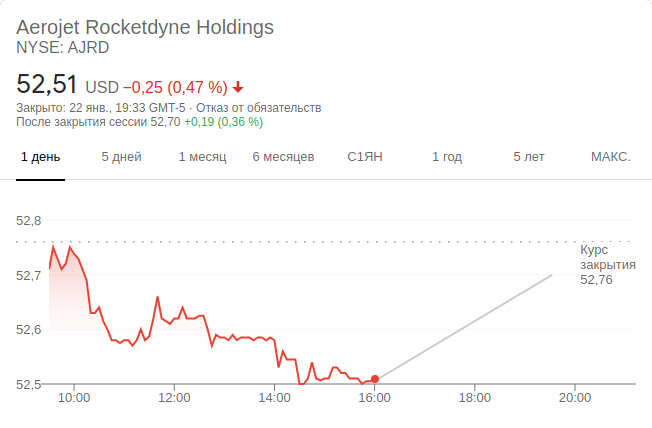 Aerojet Rocketdyne Holdings
NYSE: AJRD
52,51 USD −0,25 (0,47 %)
Закрыто: 22 янв., 19:33 GMT-5 · Отказ от обязательств
После закрытия сессии 52,70 +0,19 (0,36 %)
1 день 5 дней 1 месяц 6 месяцев С1ЯН 1 год 5 лет МАКС.
52,8
Курс
закрытия
52,76
52,7
52,6
52,5
10:00 12:00 14:00 16:00 18:00 20:00